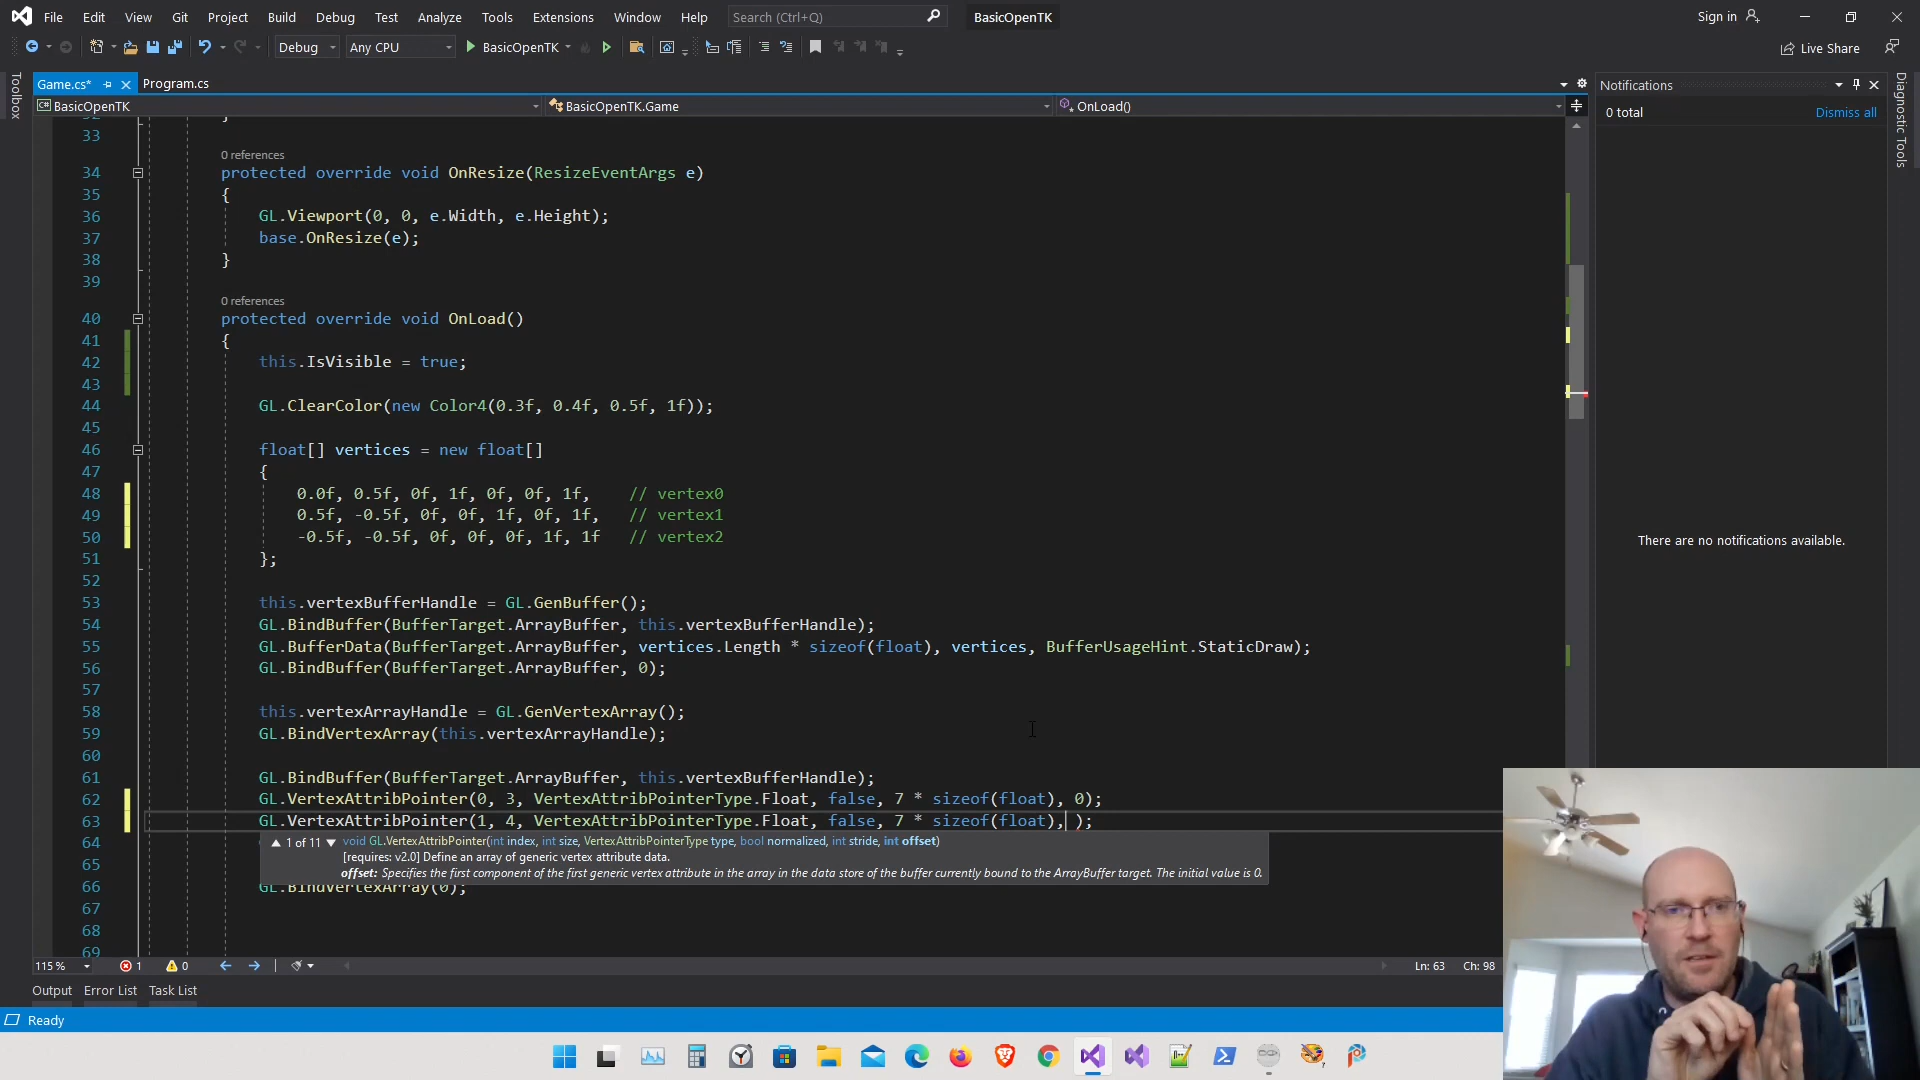 File Edit View Git Project Build Debug Test Analyze Tools Extensions Window Help Search (Ctrl+Q) BasicOpenTK Sign in
Debug Any CPU BasicOpenTK Live Share
Toolbox
Game.cs* Program.cs
BasicOpenTK BasicOpenTK.Game OnLoad()
33
0 references
34 protected override void OnResize(ResizeEventArgs e)
35 {
36 GL.Viewport(0, 0, e.Width, e.Height);
37 base.OnResize(e);
38 }
39
0 references
40 protected override void OnLoad()
41 {
42 this.IsVisible = true;
43
44 GL.ClearColor(new Color4(0.3f, 0.4f, 0.5f, 1f));
45
46 float[] vertices = new float[]
47 {
48 0.0f, 0.5f, 0f, 1f, 0f, 0f, 1f, // vertex0
49 0.5f, -0.5f, 0f, 0f, 1f, 0f, 1f, // vertex1
50 -0.5f, -0.5f, 0f, 0f, 0f, 1f, 1f // vertex2
51 };
52
53 this.vertexBufferHandle = GL.GenBuffer();
54 GL.BindBuffer(BufferTarget.ArrayBuffer, this.vertexBufferHandle);
55 GL.BufferData(BufferTarget.ArrayBuffer, vertices.Length * sizeof(float), vertices, BufferUsageHint.StaticDraw);
56 GL.BindBuffer(BufferTarget.ArrayBuffer, 0);
57
58 this.vertexArrayHandle = GL.GenVertexArray();
59 GL.BindVertexArray(this.vertexArrayHandle);
60
61 GL.BindBuffer(BufferTarget.ArrayBuffer, this.vertexBufferHandle);
62 GL.VertexAttribPointer(0, 3, VertexAttribPointerType.Float, false, 7 * sizeof(float), 0);
63 GL.VertexAttribPointer(1, 4, VertexAttribPointerType.Float, false, 7 * sizeof(float), );
64 1 of 11 void GL.VertexAttribPointer(int index, int size, VertexAttribPointerType type, bool normalized, int stride, int offset)
[requires: v2.0] Define an array of generic vertex attribute data.
65 offset: Specifies the first component of the first generic vertex attribute in the array in the data store of the buffer currently bound to the ArrayBuffer target. The initial value is 0.
66 GL.BindVertexArray(0);
67
68
69
115 % 1 0 Ln: 63 Ch: 98
Output Error List Task List
Ready
Notifications
0 total Dismiss all
There are no notifications available.
Diagnostic Tools